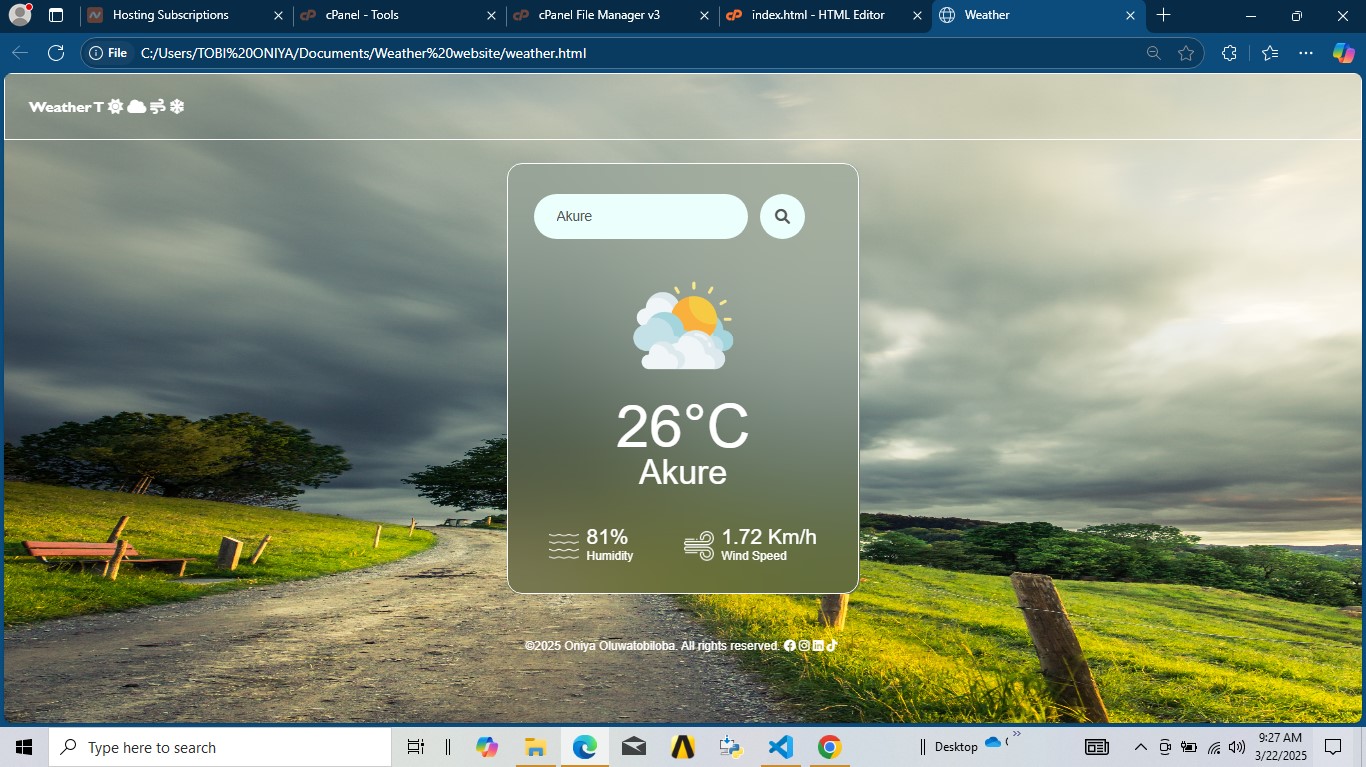 Hosting Subscriptions
cPanel - Tools
cPanel File Manager v3
index.html - HTML Editor
Weather
File
C:/Users/TOBI%20ONIYA/Documents/Weather%20website/weather.html
Weather T
Akure
26°C
Akure
81%
Humidity
1.72 Km/h
Wind Speed
©2025 Oniya Oluwatobiloba. All rights reserved.
Type here to search
Desktop
9:27 AM
3/22/2025